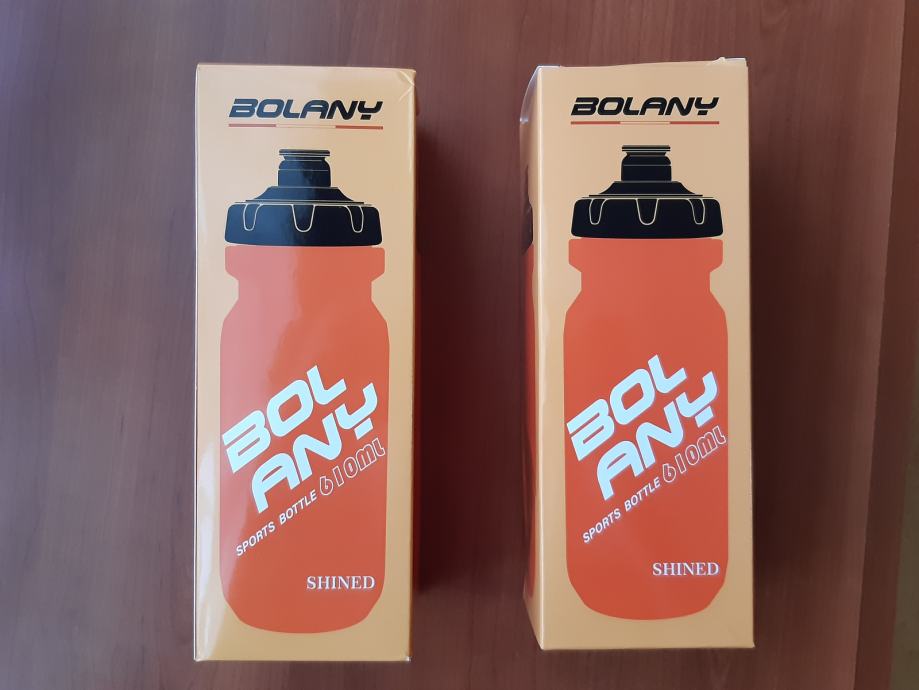 BOLANY
BOL
ANY
SPORTS BOTTLE 610ML
SHINED
BOLANY
BOL
ANY
SPORTS BOTTLE 610ML
SHINED